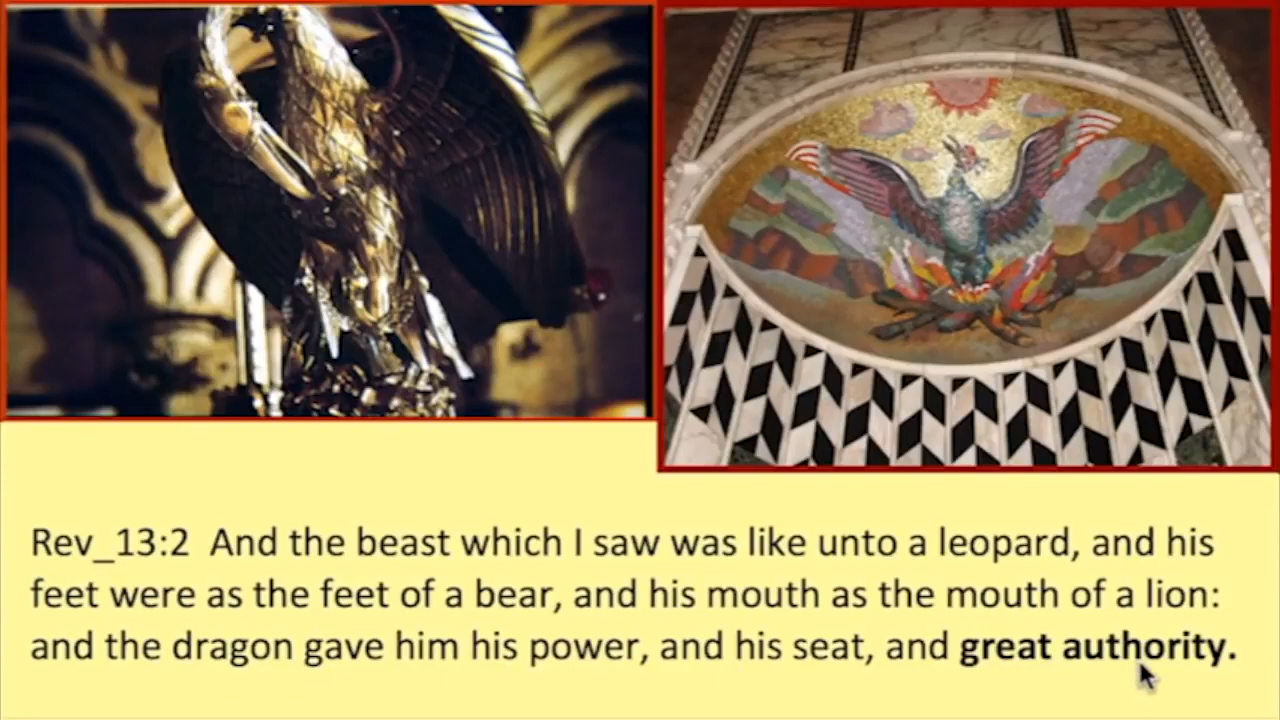 Rev_13:2  And the beast which I saw was like unto a leopard, and his
feet were as the feet of a bear, and his mouth as the mouth of a lion:
and the dragon gave him his power, and his seat, and great authority.